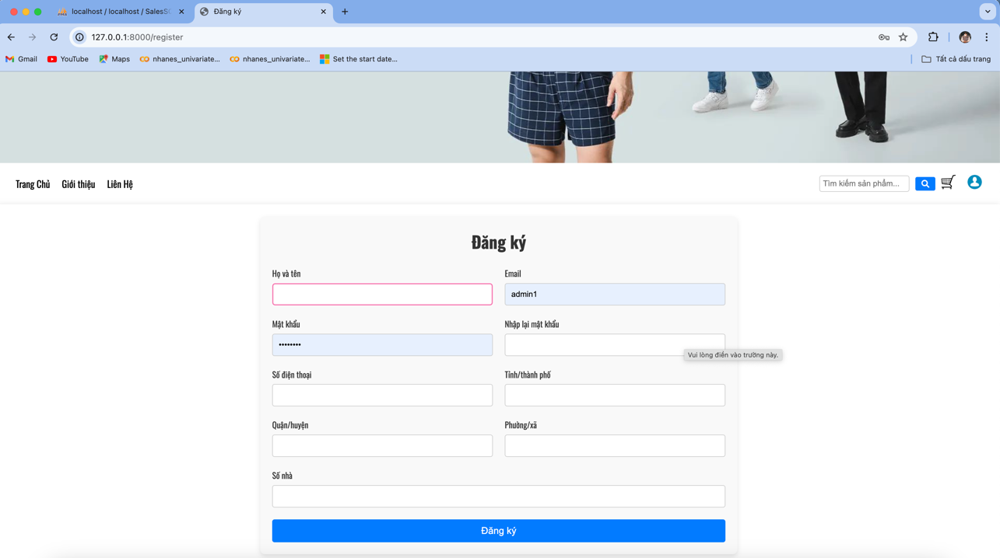 localhost / localhost / SalesS
Đăng ký
127.0.0.1:8000/register
Gmail
YouTube
Maps
nhanes_univariate...
nhanes_univariate...
Set the start date...
Tất cả dấu trang
Trang Chủ
Giới thiệu
Liên Hệ
Tìm kiếm sản phẩm...
Đăng ký
Họ và tên
Email
admin1
Mật khẩu
Nhập lại mật khẩu
••••••••
Vui lòng điền vào trường này.
Số điện thoại
Tỉnh/thành phố
Quận/huyện
Phường/xã
Số nhà
Đăng ký